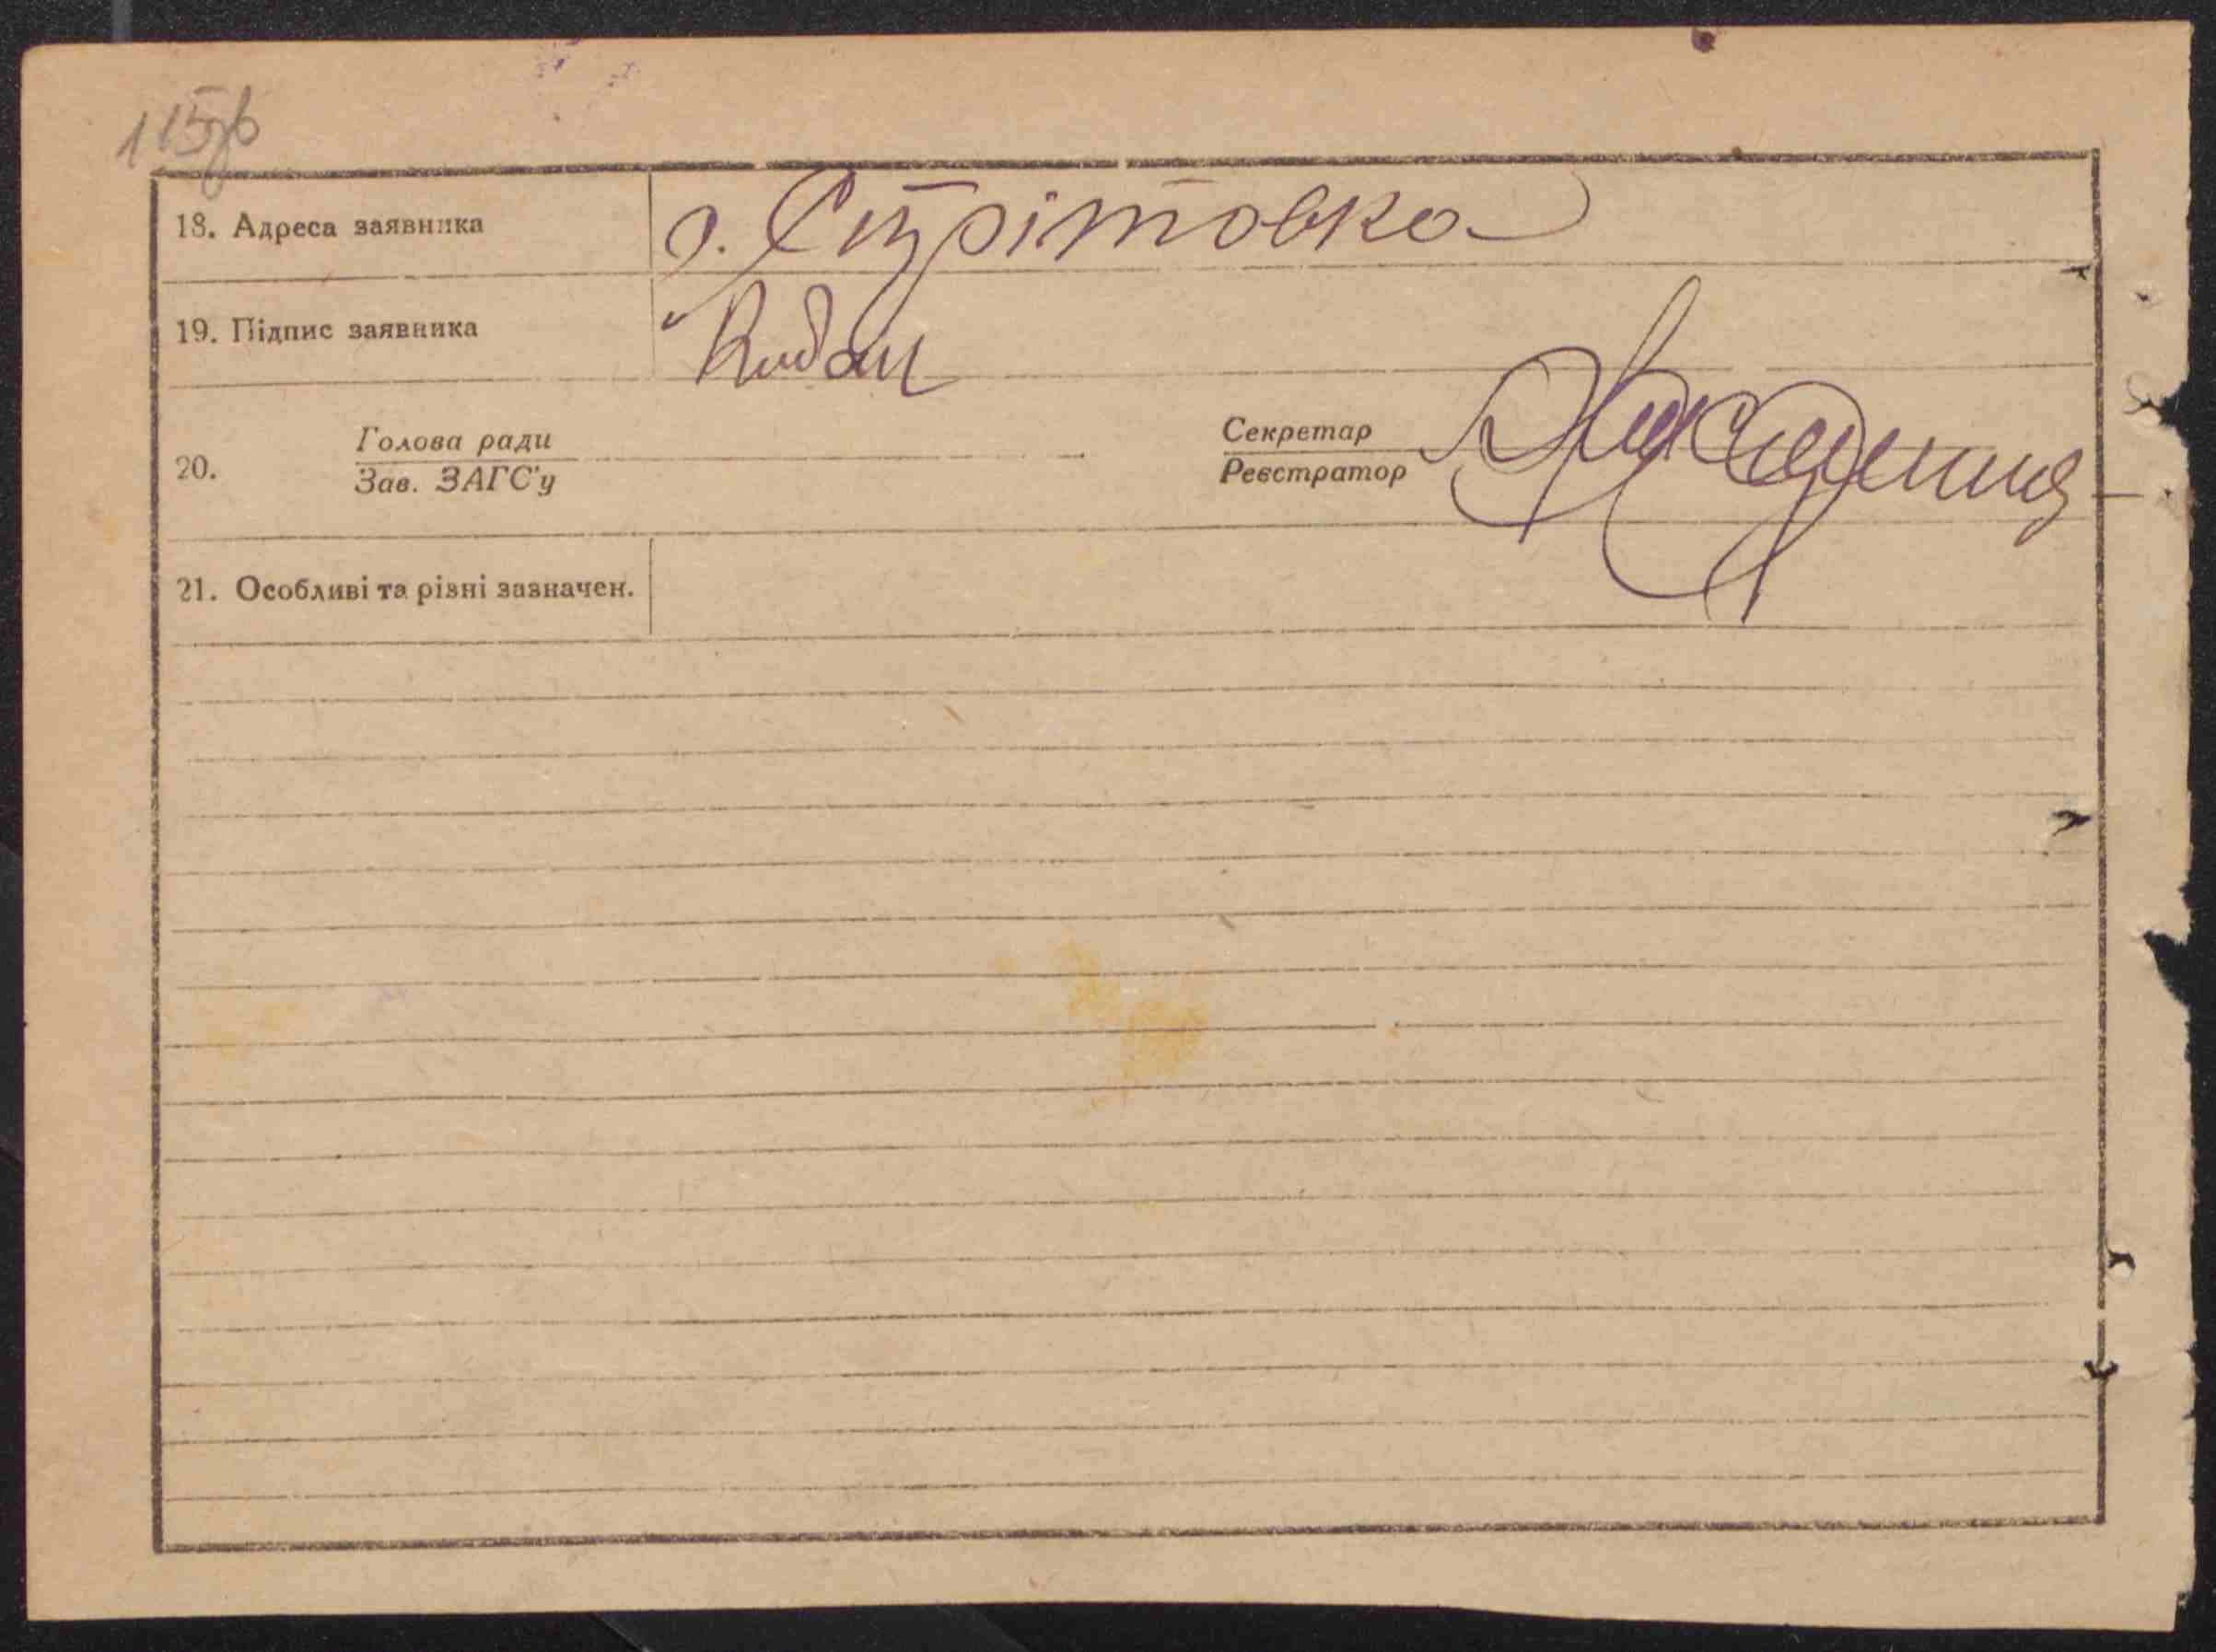 115зв
18. Адреса заявника с. Стрітовка
19. Підпис заявника
20. Голова ради Секретар
Зав. ЗАГС'у Реєстратор
21. Особливі та різні зазначен.